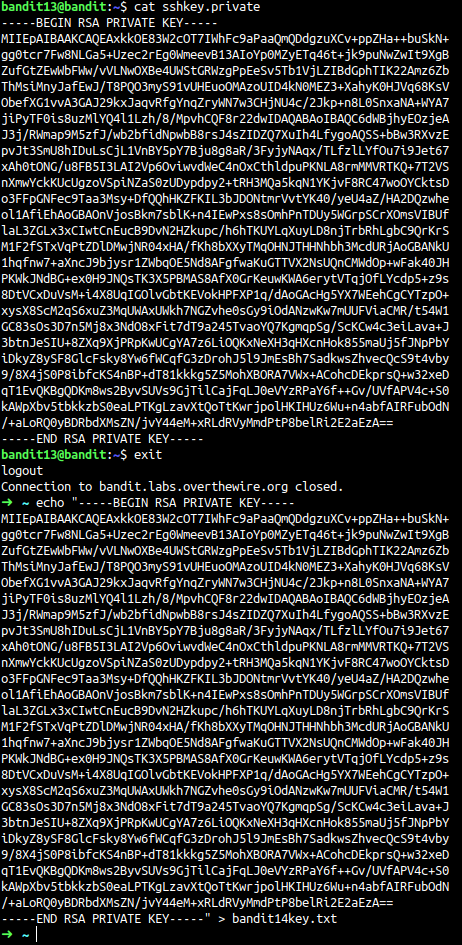 bandit13@bandit:~$ cat sshkey.private
-----BEGIN RSA PRIVATE KEY-----
MIIEpAIBAAKCAQEAxkkOE83W2cOT7IWhFc9aPaaQmQDdgzuXCv+ppZHa++buSkN+
gg0tcr7Fw8NLGa5+Uzec2rEg0WmeevB13AIoYp0MZyETq46t+jk9puNwZwIt9XgB
ZufGtZEwWbFWw/vVLNwOXBe4UWStGRWzgPpEeSv5Tb1VjLZIBdGphTIK22Amz6Zb
ThMsiMnyJafEwJ/T8PQO3myS91vUHEuoOMAzoUID4kN0MEZ3+XahyK0HJVq68KsV
ObefXG1vvA3GAJ29kxJaqvRfgYnqZryWN7w3CHjNU4c/2Jkp+n8L0SnxaNA+WYA7
jiPyTF0is8uzMlYQ4l1Lzh/8/MpvhCQF8r22dwIDAQABAoIBAQC6dWBjhyEOzjeA
J3j/RWmap9M5zfJ/wb2bfidNpwbB8rsJ4sZIDZQ7XuIh4LfygoAQSS+bBw3RXvzE
pvJt3SmU8hIDuLsCjL1VnBY5pY7Bju8g8aR/3FyjyNAqx/TLfzlLYfOu7i9Jet67
xAh0tONG/u8FB5I3LAI2Vp6OviwvdWeC4nOxCthldpuPKNLA8rmMMVRTKQ+7T2VS
nXmwYckKUcUgzoVSpiNZaS0zUDypdpy2+tRH3MQa5kqN1YKjvF8RC47woOYCktsD
o3FFpGNFec9Taa3Msy+DfQQhHKZFKIL3bJDONtmrVvtYK40/yeU4aZ/HA2DQzwhe
ol1AfiEhAoGBAOnVjosBkm7sblK+n4IEwPxs8sOmhPnTDUy5WGrpSCrXOmsVIBUf
laL3ZGLx3xCIwtCnEucB9DvN2HZkupc/h6hTKUYLqXuyLD8njTrbRhLgbC9QrKrS
M1F2fSTxVqPtZDlDMwjNR04xHA/fKh8bXXyTMqOHNJTHHNhbh3McdURjAoGBANkU
1hqfnw7+aXncJ9bjysr1ZWbqOE5Nd8AFgfwaKuGTTVX2NsUQnCMWdOp+wFak40JH
PKWkJNdBG+ex0H9JNQsTK3X5PBMAS8AfX0GrKeuwKWA6erytVTqjOfLYcdp5+z9s
8DtVCxDuVsM+i4X8UqIGOlvGbtKEVokHPFXP1q/dAoGAcHg5YX7WEehCgCYTzpO+
xysX8ScM2qS6xuZ3MqUWAxUWkh7NGZvhe0sGy9iOdANzwKw7mUUFViaCMR/t54W1
GC83sOs3D7n5Mj8x3NdO8xFit7dT9a245TvaoYQ7KgmqpSg/ScKCw4c3eiLava+J
3btnJeSIU+8ZXq9XjPRpKwUCgYA7z6LiOQKxNeXH3qHXcnHok855maUj5fJNpPbY
iDkyZ8ySF8GlcFsky8Yw6fWCqfG3zDrohJ5l9JmEsBh7SadkwsZhvecQcS9t4vby
9/8X4jS0P8ibfcKS4nBP+dT81kkkg5Z5MohXBORA7VWx+ACohcDEkprsQ+w32xeD
qT1EvQKBgQDKm8ws2ByvSUVs9GjTilCajFqLJ0eVYzRPaY6f++Gv/UVfAPV4c+S0
kAWpXbv5tbkkzbS0eaLPTKgLzavXtQoTtKwrjpolHKIHUz6Wu+n4abfAIRFubOdN
/+aLoRQ0yBDRbdXMsZN/jvY44eM+xRLdRVyMmdPtP8belRi2E2aEzA==
-----END RSA PRIVATE KEY-----
bandit13@bandit:~$ exit
logout
Connection to bandit.labs.overthewire.org closed.
➜ ~ echo "-----BEGIN RSA PRIVATE KEY-----
MIIEpAIBAAKCAQEAxkkOE83W2cOT7IWhFc9aPaaQmQDdgzuXCv+ppZHa++buSkN+
gg0tcr7Fw8NLGa5+Uzec2rEg0WmeevB13AIoYp0MZyETq46t+jk9puNwZwIt9XgB
ZufGtZEwWbFWw/vVLNwOXBe4UWStGRWzgPpEeSv5Tb1VjLZIBdGphTIK22Amz6Zb
ThMsiMnyJafEwJ/T8PQO3myS91vUHEuoOMAzoUID4kN0MEZ3+XahyK0HJVq68KsV
ObefXG1vvA3GAJ29kxJaqvRfgYnqZryWN7w3CHjNU4c/2Jkp+n8L0SnxaNA+WYA7
jiPyTF0is8uzMlYQ4l1Lzh/8/MpvhCQF8r22dwIDAQABAoIBAQC6dWBjhyEOzjeA
J3j/RWmap9M5zfJ/wb2bfidNpwbB8rsJ4sZIDZQ7XuIh4LfygoAQSS+bBw3RXvzE
pvJt3SmU8hIDuLsCjL1VnBY5pY7Bju8g8aR/3FyjyNAqx/TLfzlLYfOu7i9Jet67
xAh0tONG/u8FB5I3LAI2Vp6OviwvdWeC4nOxCthldpuPKNLA8rmMMVRTKQ+7T2VS
nXmwYckKUcUgzoVSpiNZaS0zUDypdpy2+tRH3MQa5kqN1YKjvF8RC47woOYCktsD
o3FFpGNFec9Taa3Msy+DfQQhHKZFKIL3bJDONtmrVvtYK40/yeU4aZ/HA2DQzwhe
ol1AfiEhAoGBAOnVjosBkm7sblK+n4IEwPxs8sOmhPnTDUy5WGrpSCrXOmsVIBUf
laL3ZGLx3xCIwtCnEucB9DvN2HZkupc/h6hTKUYLqXuyLD8njTrbRhLgbC9QrKrS
M1F2fSTxVqPtZDlDMwjNR04xHA/fKh8bXXyTMqOHNJTHHNhbh3McdURjAoGBANkU
1hqfnw7+aXncJ9bjysr1ZWbqOE5Nd8AFgfwaKuGTTVX2NsUQnCMWdOp+wFak40JH
PKWkJNdBG+ex0H9JNQsTK3X5PBMAS8AfX0GrKeuwKWA6erytVTqjOfLYcdp5+z9s
8DtVCxDuVsM+i4X8UqIGOlvGbtKEVokHPFXP1q/dAoGAcHg5YX7WEehCgCYTzpO+
xysX8ScM2qS6xuZ3MqUWAxUWkh7NGZvhe0sGy9iOdANzwKw7mUUFViaCMR/t54W1
GC83sOs3D7n5Mj8x3NdO8xFit7dT9a245TvaoYQ7KgmqpSg/ScKCw4c3eiLava+J
3btnJeSIU+8ZXq9XjPRpKwUCgYA7z6LiOQKxNeXH3qHXcnHok855maUj5fJNpPbY
iDkyZ8ySF8GlcFsky8Yw6fWCqfG3zDrohJ5l9JmEsBh7SadkwsZhvecQcS9t4vby
9/8X4jS0P8ibfcKS4nBP+dT81kkkg5Z5MohXBORA7VWx+ACohcDEkprsQ+w32xeD
qT1EvQKBgQDKm8ws2ByvSUVs9GjTilCajFqLJ0eVYzRPaY6f++Gv/UVfAPV4c+S0
kAWpXbv5tbkkzbS0eaLPTKgLzavXtQoTtKwrjpolHKIHUz6Wu+n4abfAIRFubOdN
/+aLoRQ0yBDRbdXMsZN/jvY44eM+xRLdRVyMmdPtP8belRi2E2aEzA==
-----END RSA PRIVATE KEY-----" > bandit14key.txt
➜ ~